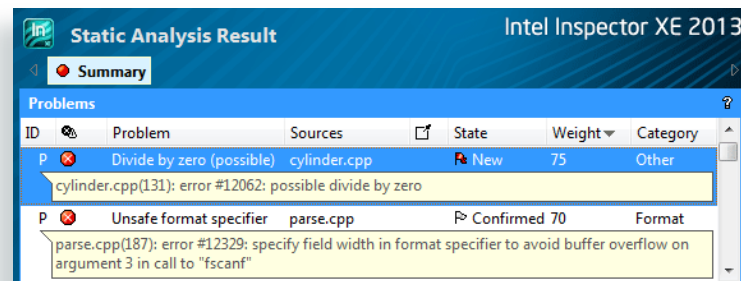 Static Analysis Result
Intel Inspector XE 2013
Summary
Problems ?
ID Problem Sources State Weight Category
P Divide by zero (possible) cylinder.cpp New 75 Other
cylinder.cpp(131): error #12062: possible divide by zero
P Unsafe format specifier parse.cpp Confirmed 70 Format
parse.cpp(187): error #12329: specify field width in format specifier to avoid buffer overflow on
argument 3 in call to "fscanf"